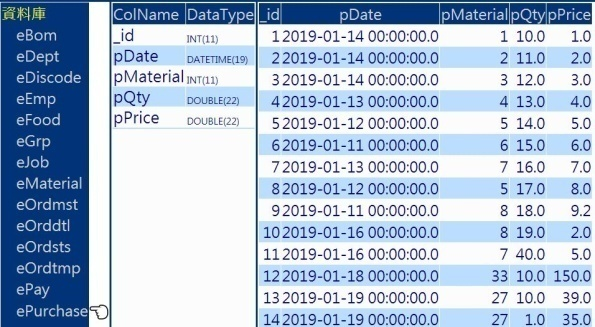 資料庫
eBom
eDept
eDiscode
eEmp
eFood
eGrp
eJob
eMaterial
eOrdmst
eOrddtl
eOrdsts
eOrdtmp
ePay
ePurchase
ColName DataType
_id INT(11)
pDate DATETIME(19)
pMaterial INT(11)
pQty DOUBLE(22)
pPrice DOUBLE(22)
_id pDate pMaterial pQty pPrice
1 2019-01-14 00:00:00.0 1 10.0 1.0
2 2019-01-14 00:00:00.0 2 11.0 2.0
3 2019-01-14 00:00:00.0 3 12.0 3.0
4 2019-01-13 00:00:00.0 4 13.0 4.0
5 2019-01-12 00:00:00.0 5 14.0 5.0
6 2019-01-11 00:00:00.0 6 15.0 6.0
7 2019-01-13 00:00:00.0 7 16.0 7.0
8 2019-01-12 00:00:00.0 5 17.0 8.0
9 2019-01-11 00:00:00.0 8 18.0 9.2
10 2019-01-16 00:00:00.0 8 19.0 2.0
11 2019-01-16 00:00:00.0 7 40.0 5.0
12 2019-01-18 00:00:00.0 33 10.0 150.0
13 2019-01-19 00:00:00.0 27 10.0 39.0
14 2019-01-19 00:00:00.0 27 1.0 35.0